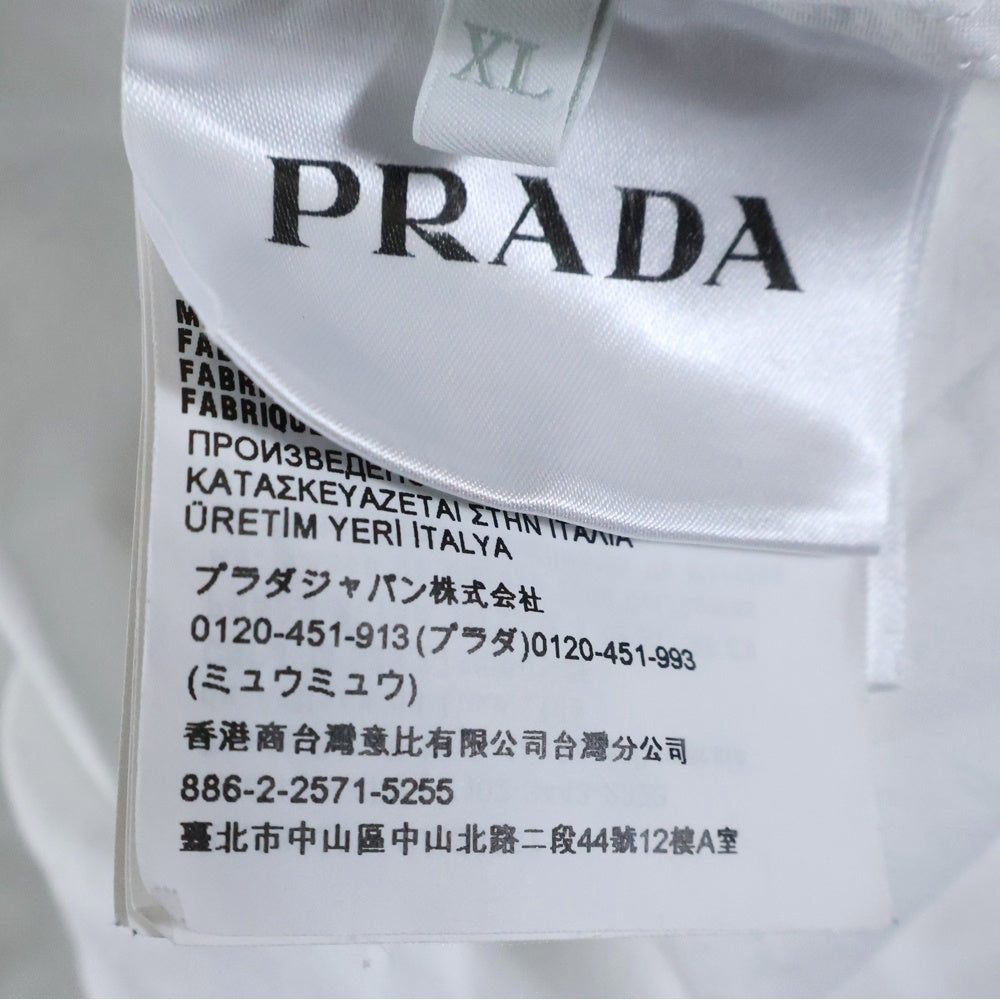 XL
PRADA
FABRIQUE
ΚΑΤΑΣΚΕΥΑΖΕΤΑΙ ΣΤΗΝ ΙΤΑΛΙΑ
ÜRETİM YERİ İTALYA
プラダジャパン株式会社
0120-451-913(プラダ)0120-451-993
(ミュウミュウ)
香港商台灣意比有限公司台灣分公司
886-2-2571-5255
臺北市中山區中山北路二段44號12樓A室